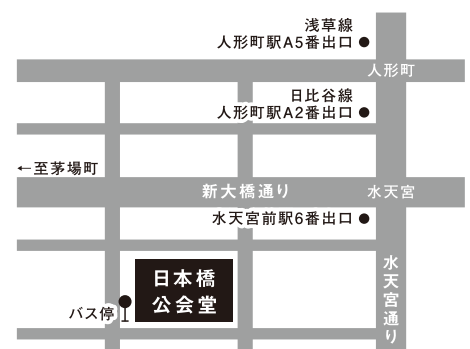 浅草線
人形町駅A5番出口
人形町
日比谷線
人形町駅A2番出口
←至茅場町
新大橋通り
水天宮
水天宮前駅6番出口
水天宮通り
日本橋
公会堂
バス停